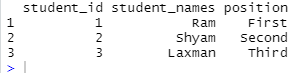 student_id student_names position
1 1 Ram First
2 2 Shyam Second
3 3 Laxman Third
>